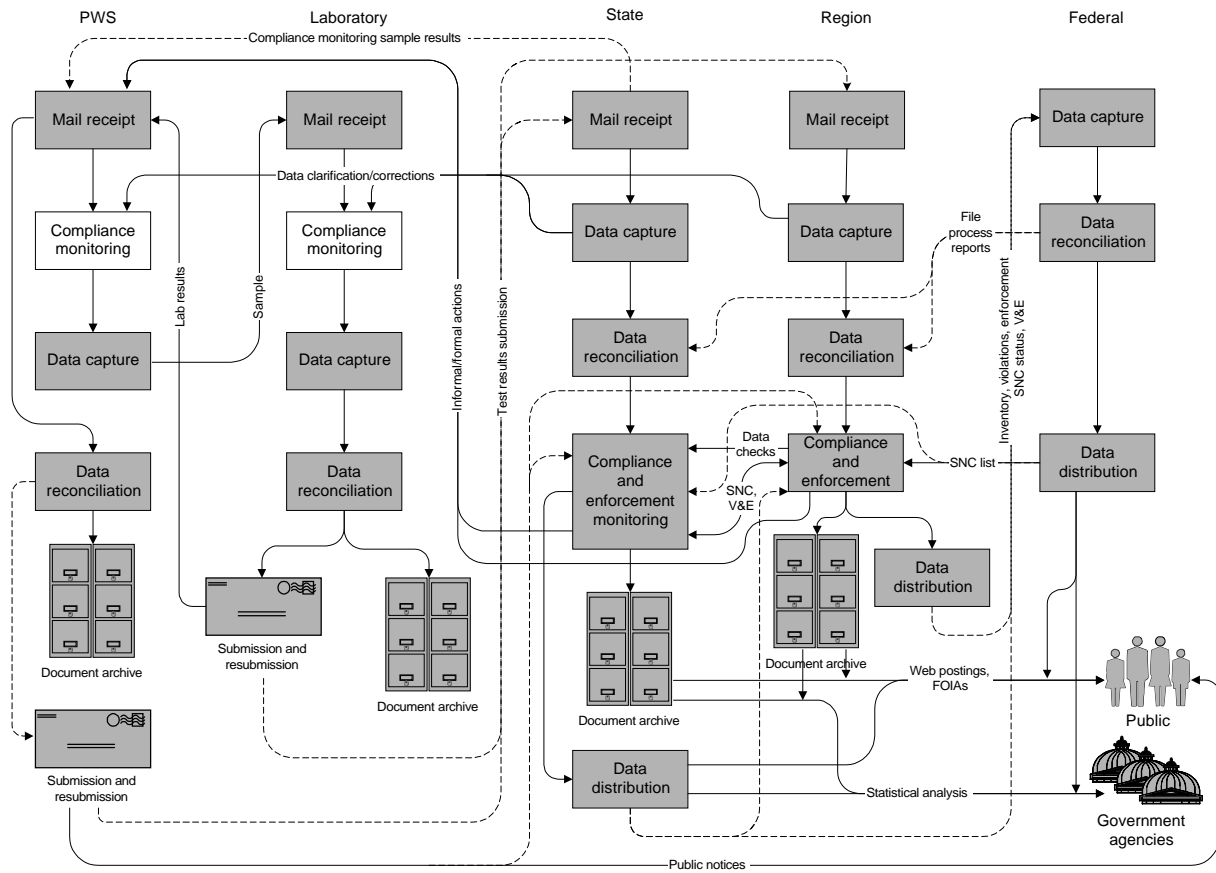 PWS
Laboratory
State
Region
Federal
Compliance monitoring sample results
Mail receipt
Mail receipt
Mail receipt
Mail receipt
Data capture
Data clarification/corrections
Compliance
monitoring
Compliance
monitoring
Data capture
Data capture
File
process
reports
Data
reconciliation
Lab results
Sample
Informal/formal actions
Test results submission
Inventory, violations, enforcement
SNC status, V&E
Data capture
Data capture
Data
reconciliation
Data
reconciliation
Data
reconciliation
Data
reconciliation
Compliance
and
enforcement
monitoring
Data
checks
SNC,
V&E
Compliance
and
enforcement
SNC list
Data
distribution
Data
distribution
Submission and
resubmission
Document archive
Document archive
Document archive
Document archive
Web postings,
FOIAs
Public
Submission and
resubmission
Data
distribution
Statistical analysis
Government
agencies
Public notices